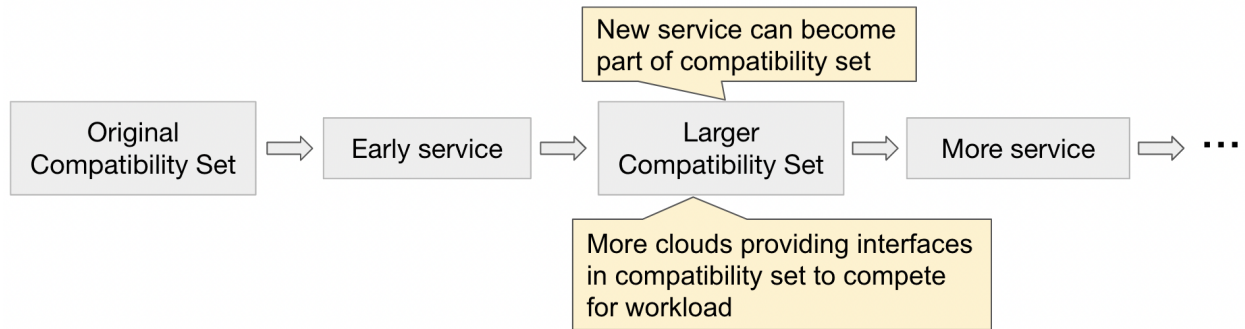 New service can become
part of compatibility set
Original
Compatibility Set
Early service
Larger
Compatibility Set
More service
...
More clouds providing interfaces
in compatibility set to compete
for workload